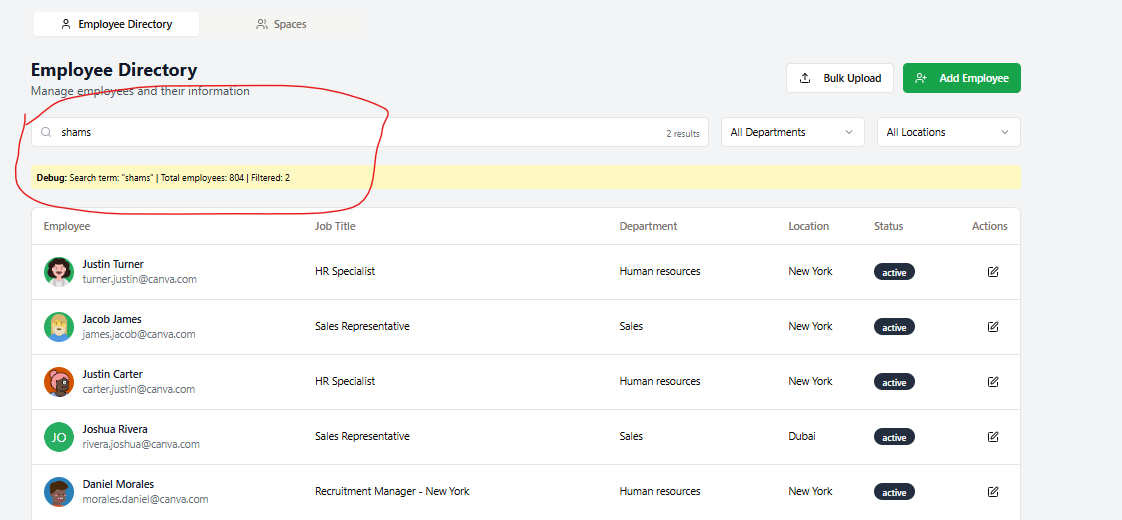 Employee Directory Spaces
Employee Directory
Manage employees and their information
Bulk Upload Add Employee
shams 2 results All Departments All Locations
Debug: Search term: "shams" | Total employees: 804 | Filtered: 2
Employee Job Title Department Location Status Actions
Justin Turner
turner.justin@canva.com
HR Specialist Human resources New York active
Jacob James
james.jacob@canva.com
Sales Representative Sales New York active
Justin Carter
carter.justin@canva.com
HR Specialist Human resources New York active
JO
Joshua Rivera
rivera.joshua@canva.com
Sales Representative Sales Dubai active
Daniel Morales
morales.daniel@canva.com
Recruitment Manager - New York Human resources New York active